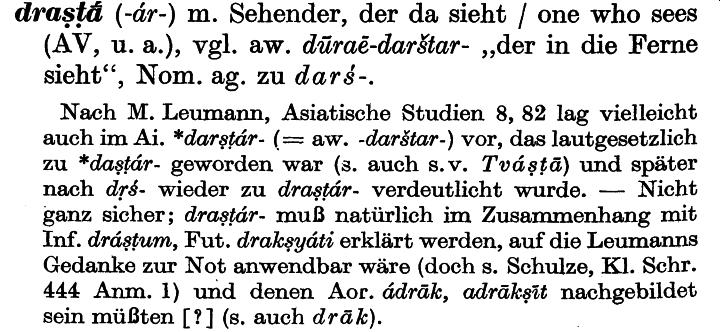 draṣṭā́ (-ár-) m. Sehender, der da sieht / one who sees
(AV, u. a.), vgl. aw. dūraē-darštar- „der in die Ferne
sieht“, Nom. ag. zu darś-.
Nach M. Leumann, Asiatische Studien 8, 82 lag vielleicht
auch im Ai. *darṣṭár- (= aw. -darštar-) vor, das lautgesetzlich
zu *daṣṭár- geworden war (s. auch s. v. Tváṣṭā) und später
nach dṛś- wieder zu draṣṭár- verdeutlicht wurde. — Nicht
ganz sicher; draṣṭár- muß natürlich im Zusammenhang mit
Inf. dráṣṭum, Fut. drakṣyáti erklärt werden, auf die Leumanns
Gedanke zur Not anwendbar wäre (doch s. Schulze, Kl. Schr.
444 Anm. 1) und denen Aor. ádrāk, adrākṣīt nachgebildet
sein müßten [?] (s. auch drāk).